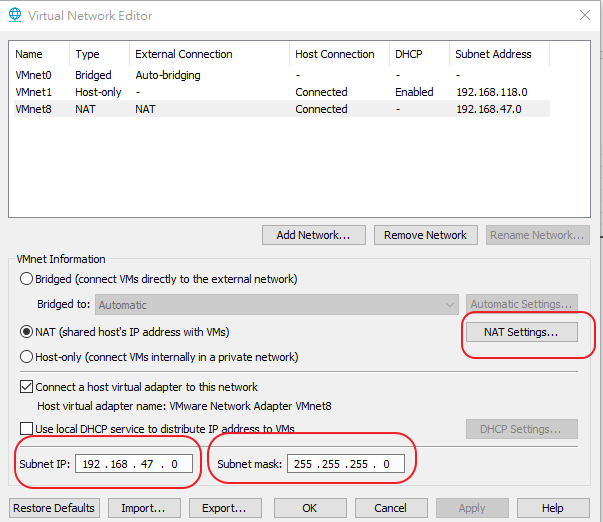 Virtual Network Editor
Name Type External Connection Host Connection DHCP Subnet Address
VMnet0 Bridged Auto-bridging - - -
VMnet1 Host-only - Connected Enabled 192.168.118.0
VMnet8 NAT NAT Connected - 192.168.47.0
Add Network... Remove Network Rename Network...
VMnet Information
Bridged (connect VMs directly to the external network)
Bridged to: Automatic Automatic Settings...
NAT (shared host's IP address with VMs) NAT Settings...
Host-only (connect VMs internally in a private network)
Connect a host virtual adapter to this network
Host virtual adapter name: VMware Network Adapter VMnet8
Use local DHCP service to distribute IP address to VMs DHCP Settings...
Subnet IP: 192 . 168 . 47 . 0 Subnet mask: 255 . 255 . 255 . 0
Restore Defaults Import... Export... OK Cancel Apply Help